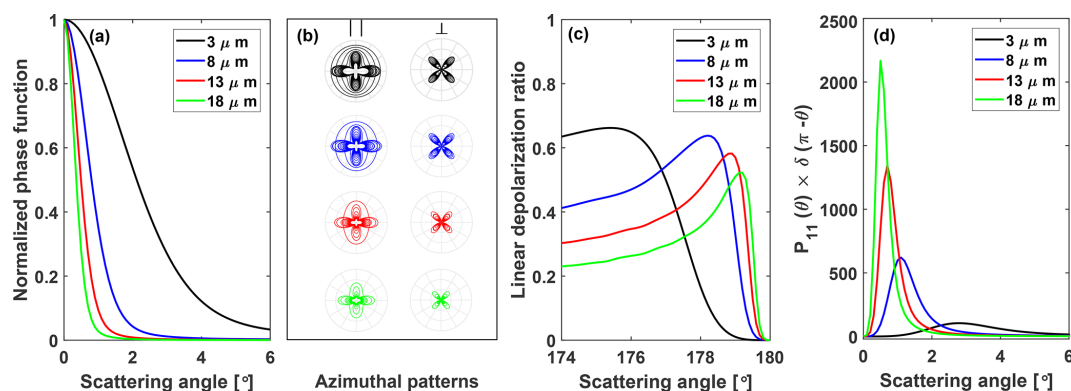 (a)
3 μ m
8 μ m
13 μ m
18 μ m
Normalized phase function
1
0.8
0.6
0.4
0.2
0
0 2 4 6
Scattering angle [°]
(b)
|| ⊥
Azimuthal patterns
(c)
3 μ m
8 μ m
13 μ m
18 μ m
Linear depolarization ratio
1
0.8
0.6
0.4
0.2
0
174 176 178 180
Scattering angle [°]
(d)
3 μ m
8 μ m
13 μ m
18 μ m
P11 (θ) × δ (π -θ)
2500
2000
1500
1000
500
0
0 2 4 6
Scattering angle [°]